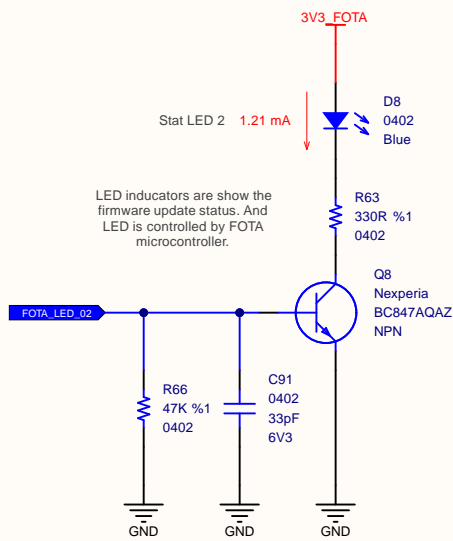 3V3_FOTA
Stat LED 2 1.21 mA
D8
0402
Blue
LED inducators are show the
firmware update status. And
LED is controlled by FOTA
microcontroller.
R63
330R %1
0402
Q8
Nexperia
BC847AQAZ
NPN
FOTA_LED_02
R66
47K %1
0402
C91
0402
33pF
6V3
GND
GND
GND